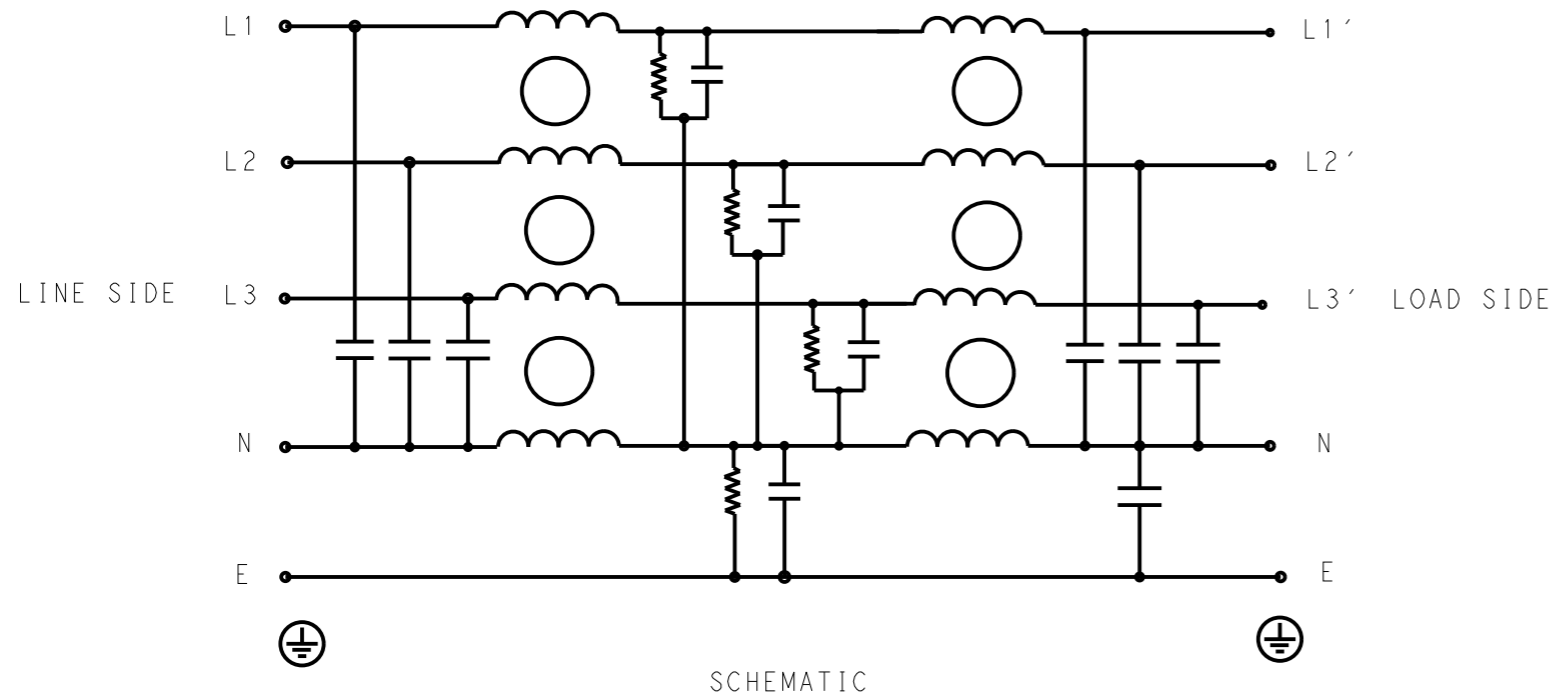 L1 L1´
L2 L2´
LINE SIDE L3 L3´ LOAD SIDE
N N
E E
SCHEMATIC